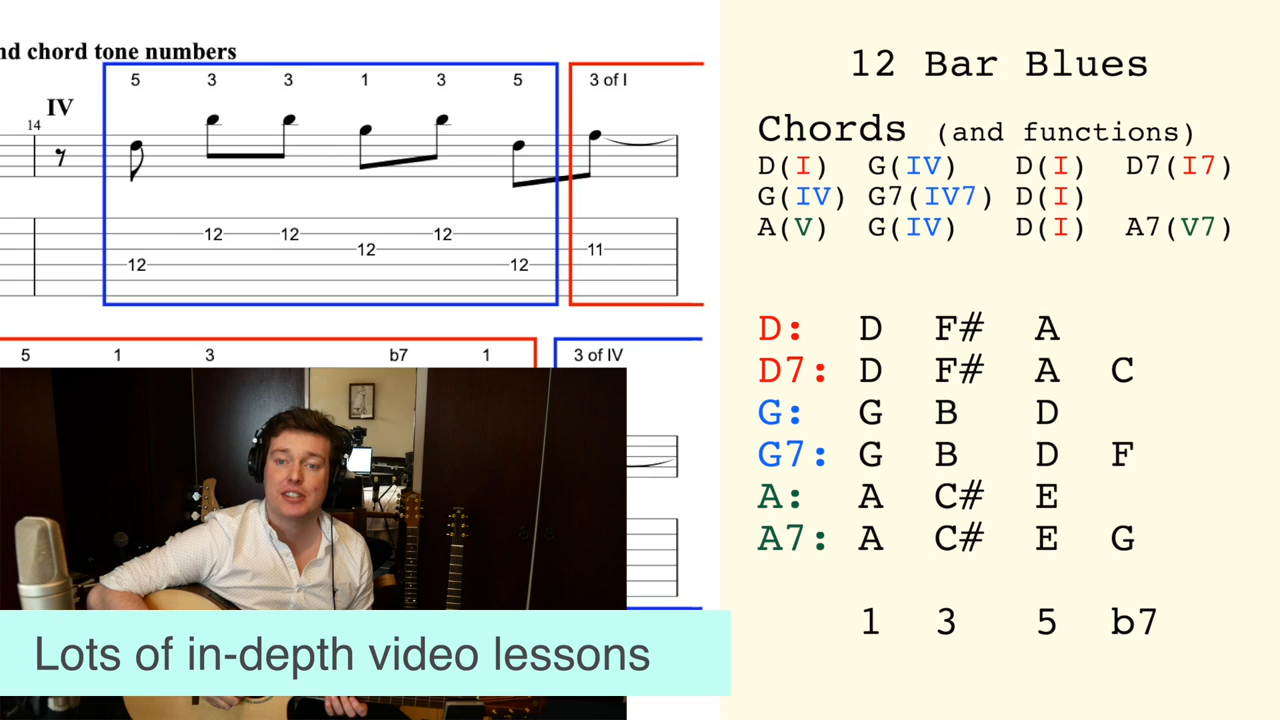 nd chord tone numbers
5 3 3 1 3 5 3 of I
IV
14
12 12 12 12 12 12 11
5 1 3 b7 1 3 of IV
Lots of in-depth video lessons
12 Bar Blues
Chords (and functions)
D(I) G(IV) D(I) D7(I7)
G(IV) G7(IV7) D(I)
A(V) G(IV) D(I) A7(V7)
D: D F# A
D7: D F# A C
G: G B D
G7: G B D F
A: A C# E
A7: A C# E G
1 3 5 b7